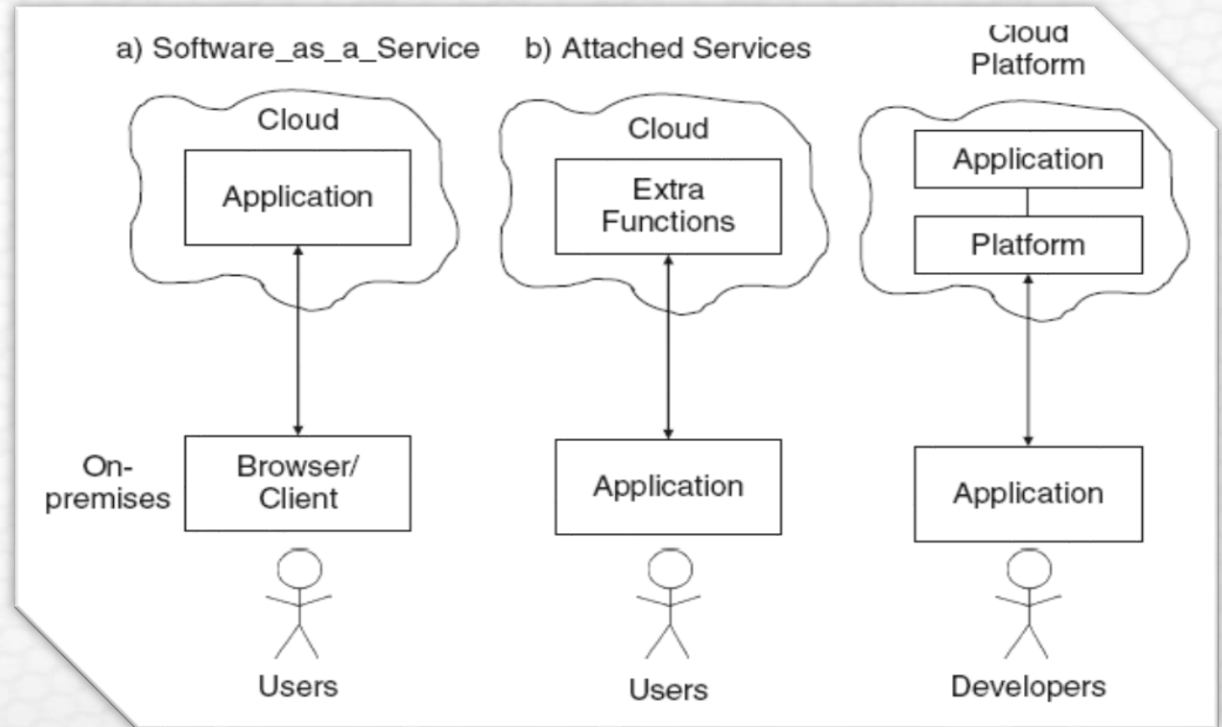 a) Software_as_a_Service
Cloud
Application
On-
premises
Browser/
Client
Users
b) Attached Services
Cloud
Extra
Functions
Application
Users
Cloud
Platform
Application
Platform
Application
Developers